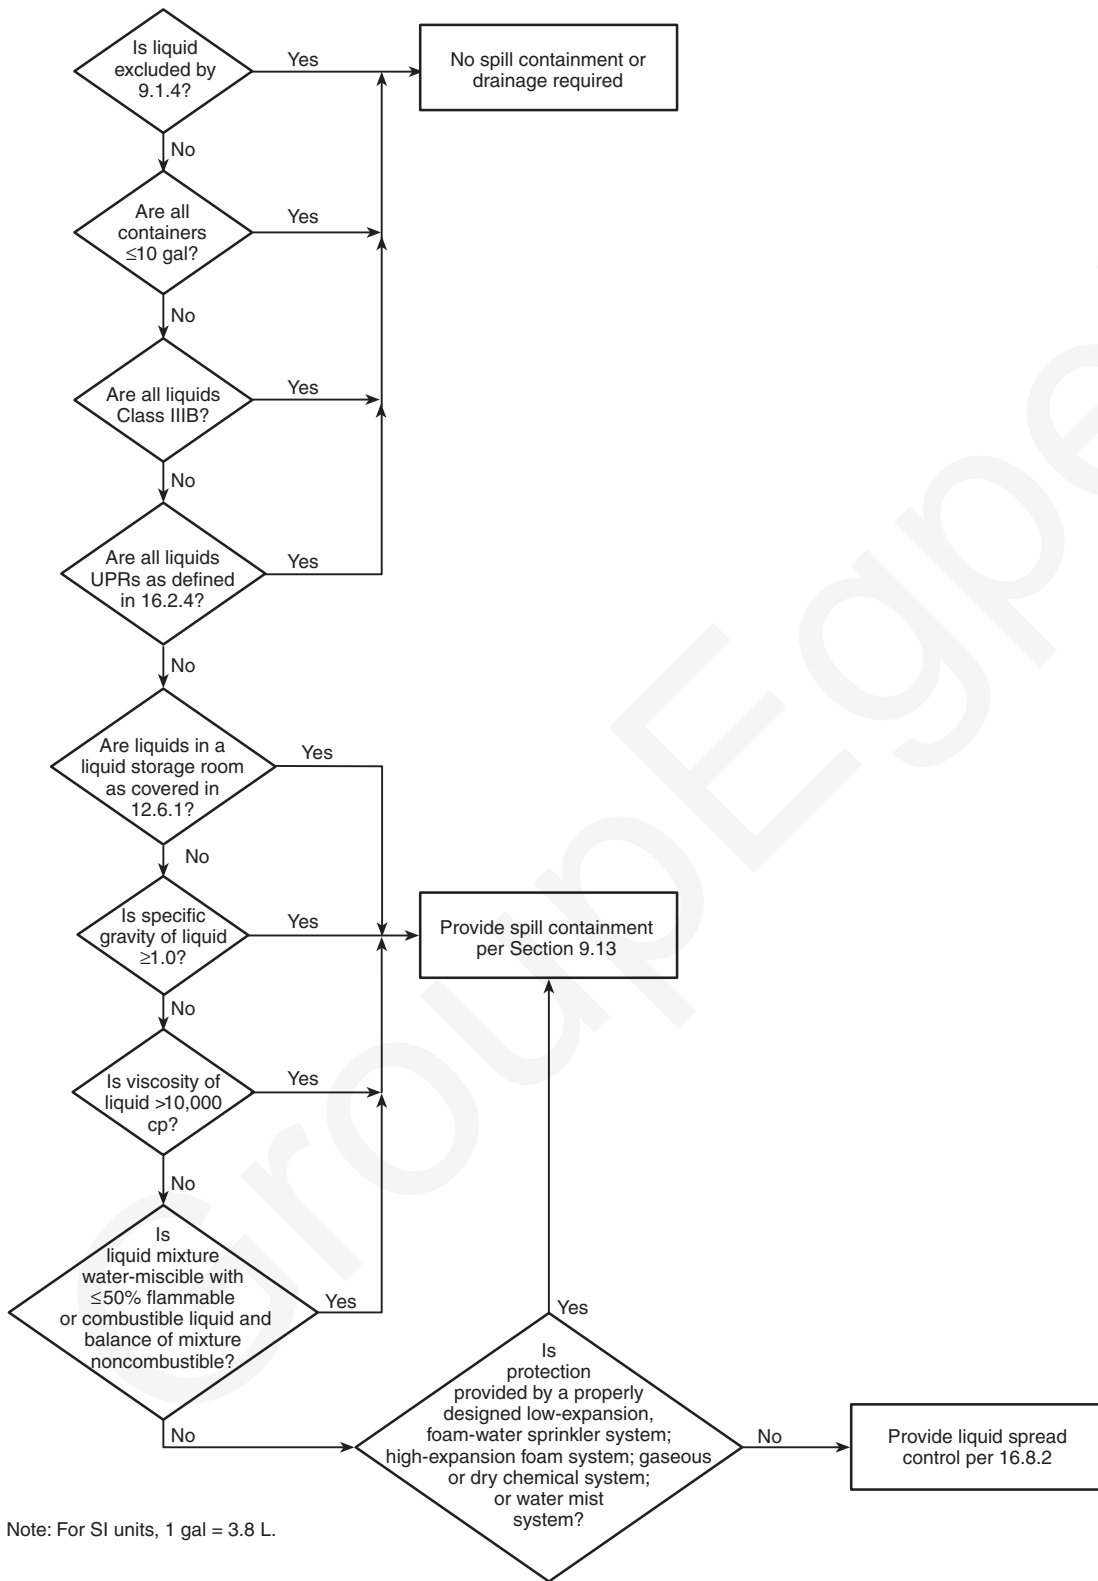 Is liquid
excluded by
9.1.4?
Yes
No spill containment or
drainage required
No
Are all
containers
≤10 gal?
Yes
No
Are all liquids
Class IIIB?
Yes
No
Are all liquids
UPRs as defined
in 16.2.4?
Yes
No
Are liquids in a
liquid storage room
as covered in
12.6.1?
Yes
No
Is specific
gravity of liquid
≥1.0?
Yes
Provide spill containment
per Section 9.13
No
Is viscosity of
liquid >10,000
cp?
Yes
No
Is
liquid mixture
water-miscible with
≤50% flammable
or combustible liquid and
balance of mixture
noncombustible?
Yes
No
Yes
Is
protection
provided by a properly
designed low-expansion,
foam-water sprinkler system;
high-expansion foam system; gaseous
or dry chemical system;
or water mist
system?
No
Provide liquid spread
control per 16.8.2
Note: For SI units, 1 gal = 3.8 L.
GroupEgpe